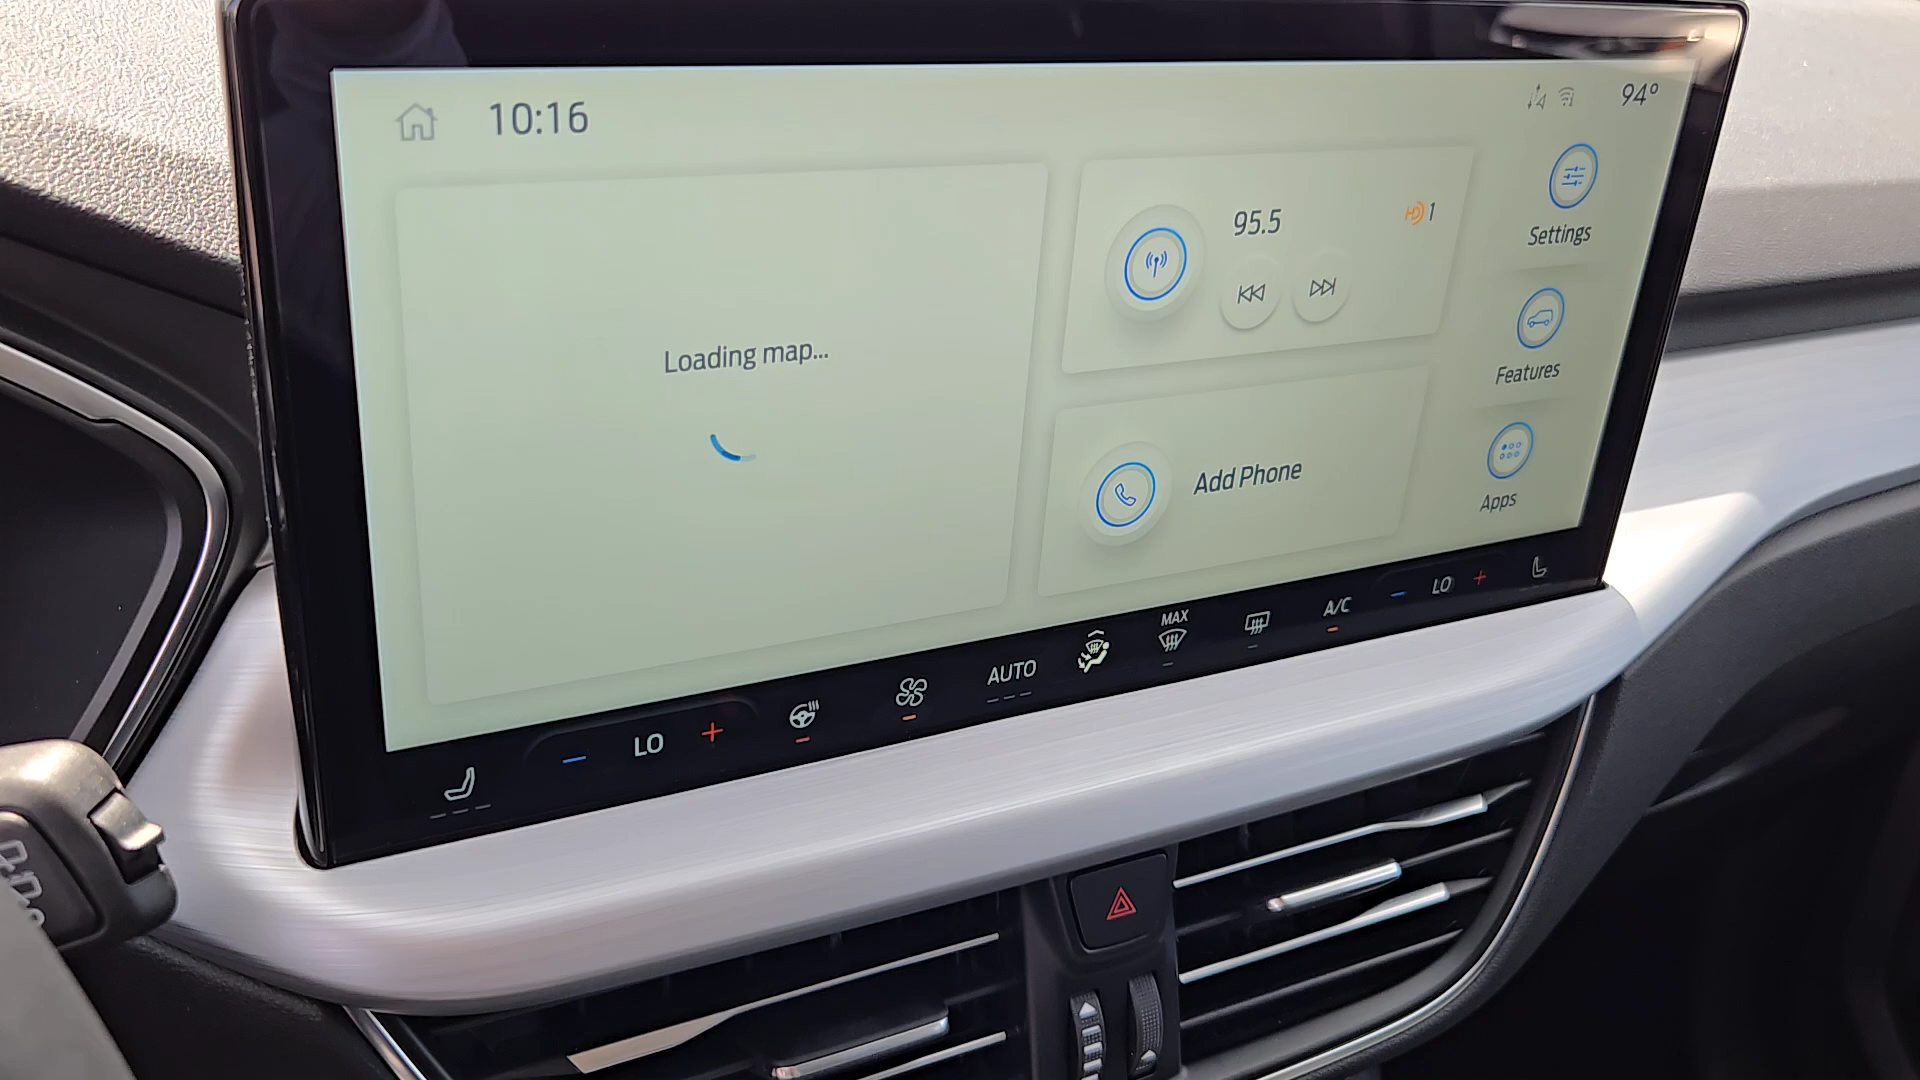 10:16
94°
Loading map...
95.5
HD 1
Settings
Features
Add Phone
Apps
LO
AUTO
MAX
A/C
LO